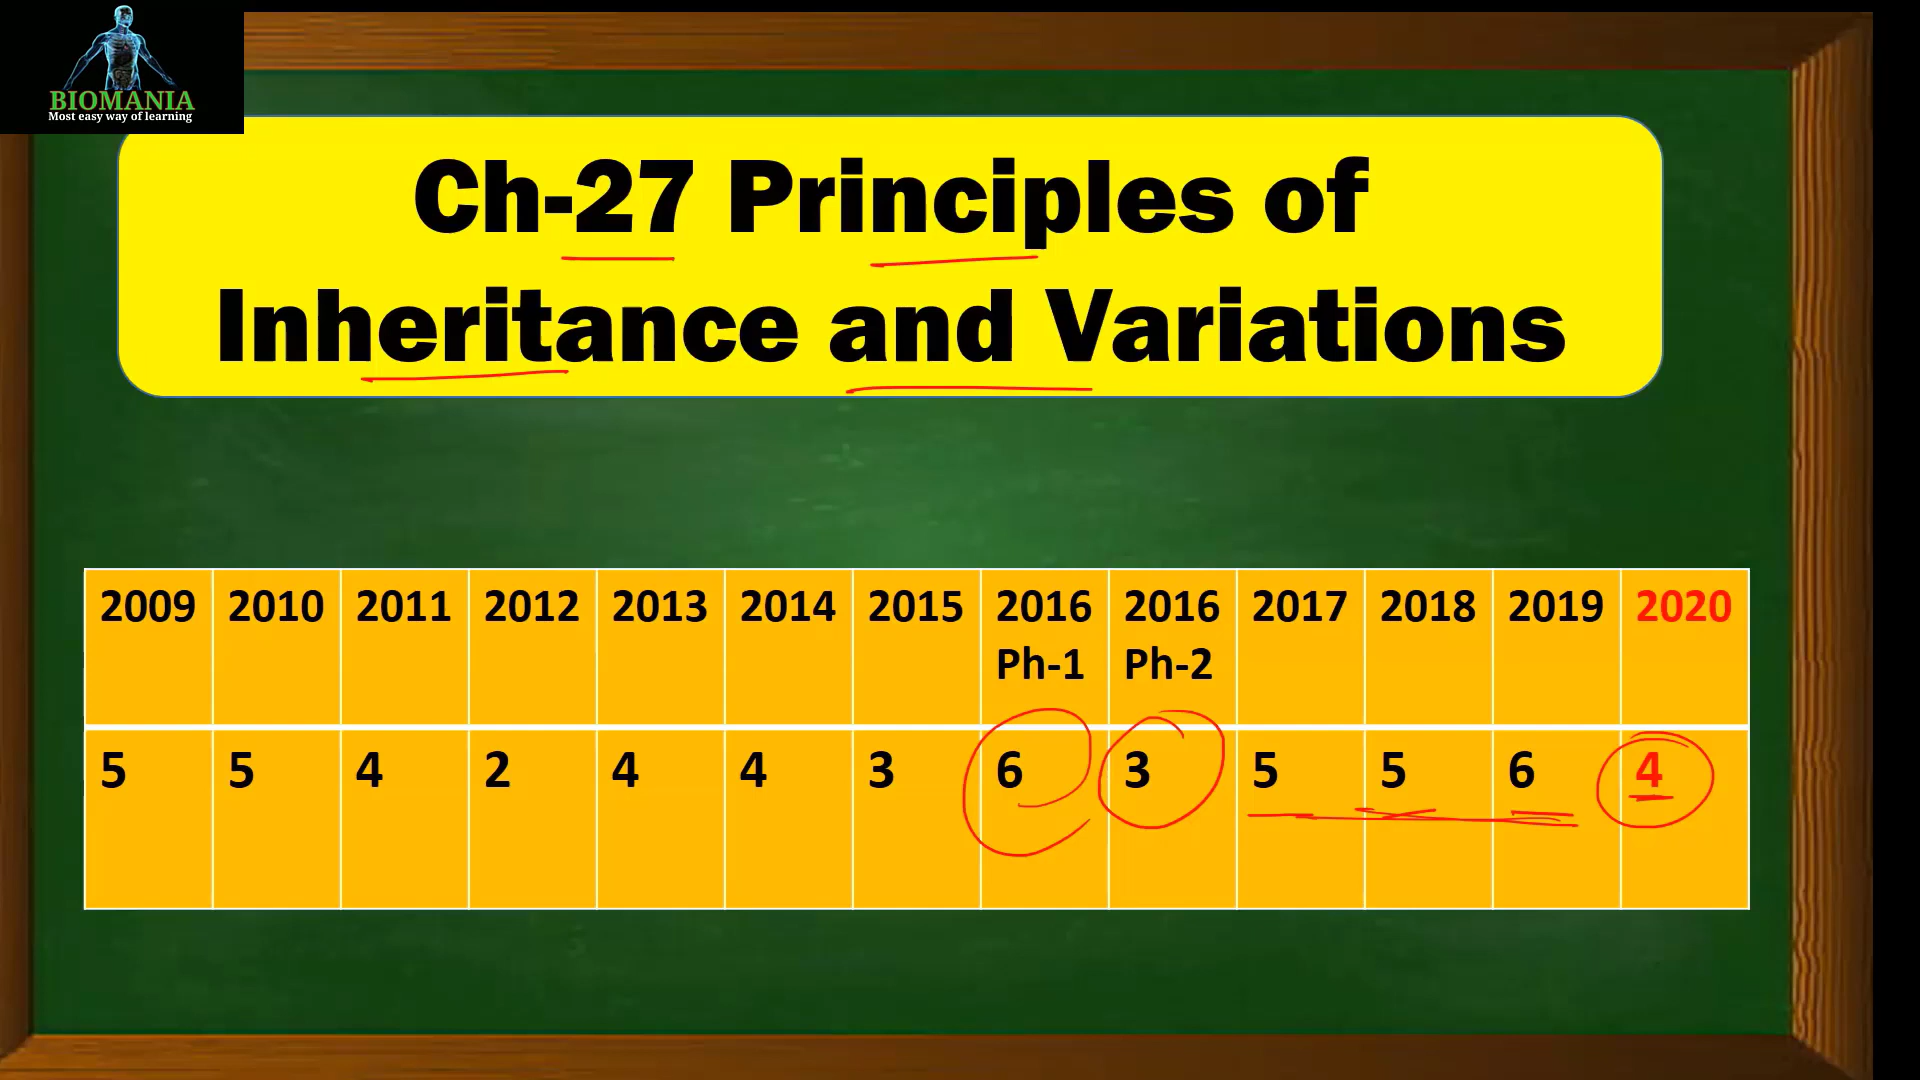 BIOMANIA
Most easy way of learning
Ch-27 Principles of
Inheritance and Variations
2009 2010 2011 2012 2013 2014 2015 2016 2016 2017 2018 2019 2020
Ph-1 Ph-2
5 5 4 2 4 4 3 6 3 5 5 6 4